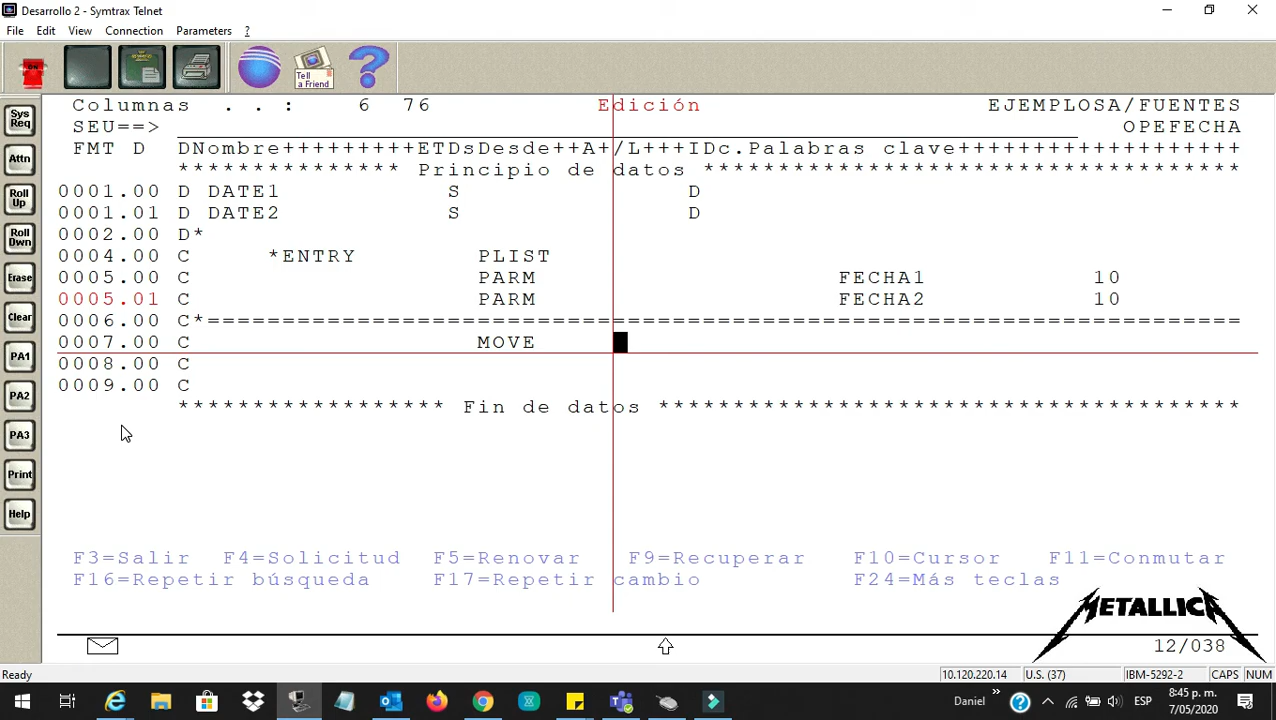 Desarrollo 2 - Symtrax Telnet
File Edit View Connection Parameters ?
ON
Tell a Friend
Sys Req
Attn
Roll Up
Roll Dwn
Erase
Clear
PA1
PA2
PA3
Print
Help
Columnas . . : 6 76 Edición EJEMPLOSA/FUENTES
SEU==> OPEFECHA
FMT D DNombre+++++++++ETDsDesde++A+/L+++IDc.Palabras clave+++++++++++++++++++
*************** Principio de datos ************************************
0001.00 D DATE1 S D
0001.01 D DATE2 S D
0002.00 D*
0004.00 C *ENTRY PLIST
0005.00 C PARM FECHA1 10
0005.01 C PARM FECHA2 10
0006.00 C*=====================================================================
0007.00 C MOVE
0008.00 C
0009.00 C
****************** Fin de datos ***************************************
F3=Salir F4=Solicitud F5=Renovar F9=Recuperar F10=Cursor F11=Conmutar
F16=Repetir búsqueda F17=Repetir cambio F24=Más teclas
METALLICA
12/038
Ready 10.120.220.14 U.S. (37) IBM-5292-2 CAPS NUM
Daniel ESP 8:45 p. m.
7/05/2020